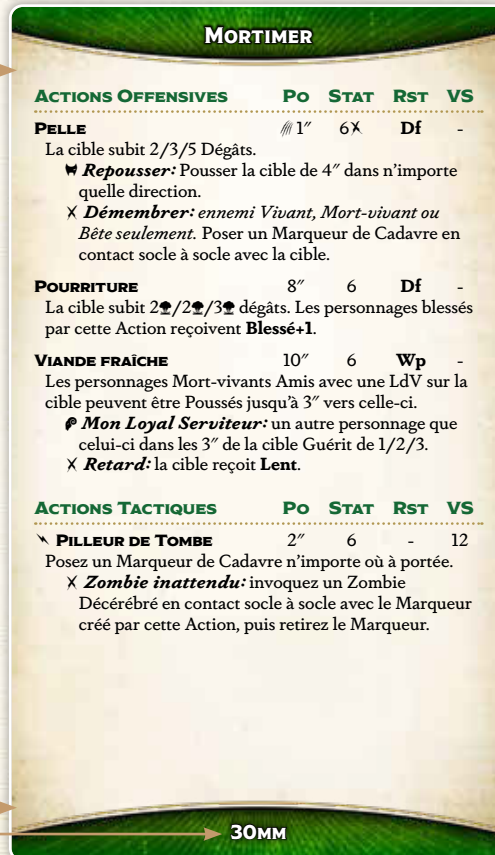 MORTIMER
ACTIONS OFFENSIVES PO STAT RST VS
PELLE 1″ 6 Df -
La cible subit 2/3/5 Dégâts.
Repousser: Pousser la cible de 4″ dans n'importe
quelle direction.
Démembrer: ennemi Vivant, Mort-vivant ou
Bête seulement. Poser un Marqueur de Cadavre en
contact socle à socle avec la cible.
POURRITURE 8″ 6 Df -
La cible subit 2/2/3 dégâts. Les personnages blessés
par cette Action reçoivent Blessé+1.
VIANDE FRAÎCHE 10″ 6 Wp -
Les personnages Mort-vivants Amis avec une LdV sur la
cible peuvent être Poussés jusqu'à 3″ vers celle-ci.
Mon Loyal Serviteur: un autre personnage que
celui-ci dans les 3″ de la cible Guérit de 1/2/3.
Retard: la cible reçoit Lent.
ACTIONS TACTIQUES PO STAT RST VS
PILLEUR DE TOMBE 2″ 6 - 12
Posez un Marqueur de Cadavre n'importe où à portée.
Zombie inattendu: invoquez un Zombie
Décérébré en contact socle à socle avec le Marqueur
créé par cette Action, puis retirez le Marqueur.
30MM